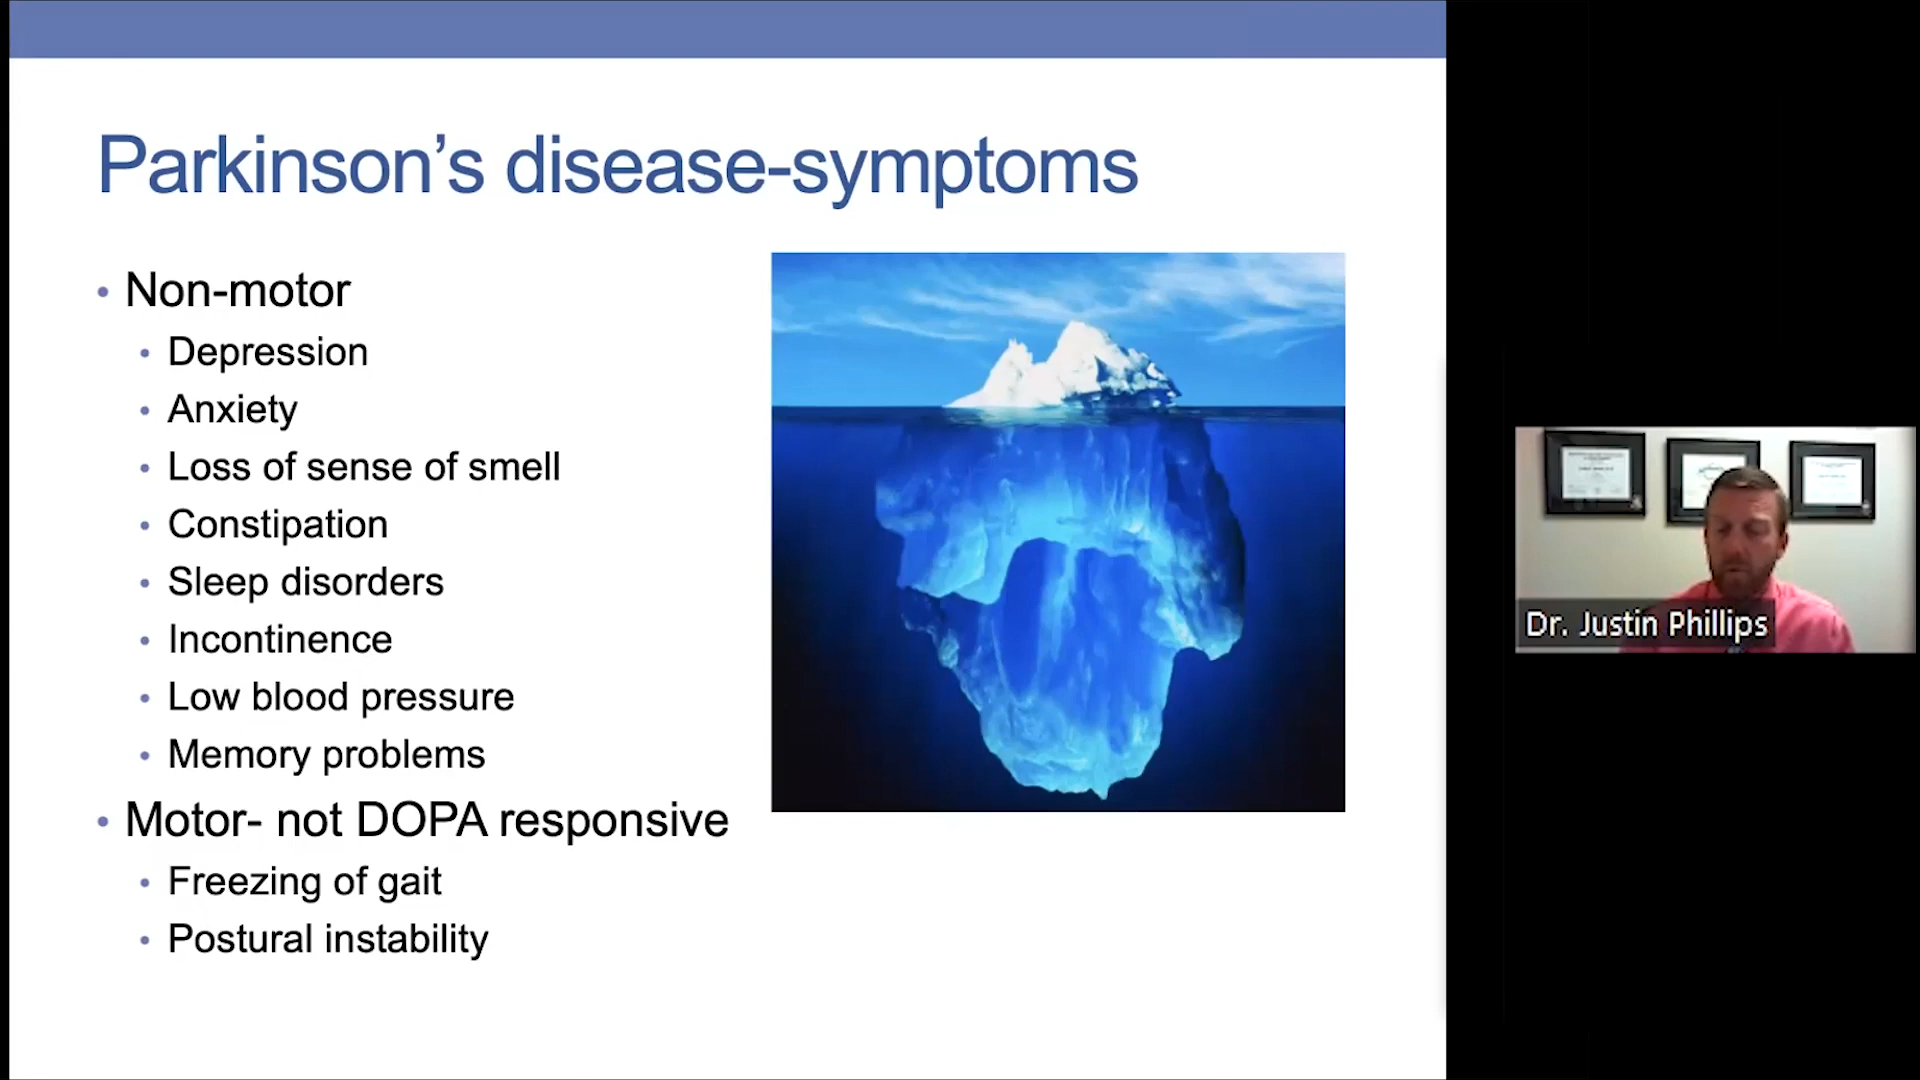 Parkinson’s disease-symptoms
• Non-motor
• Depression
• Anxiety
• Loss of sense of smell
• Constipation
• Sleep disorders
• Incontinence
• Low blood pressure
• Memory problems
• Motor- not DOPA responsive
• Freezing of gait
• Postural instability
Dr. Justin Phillips